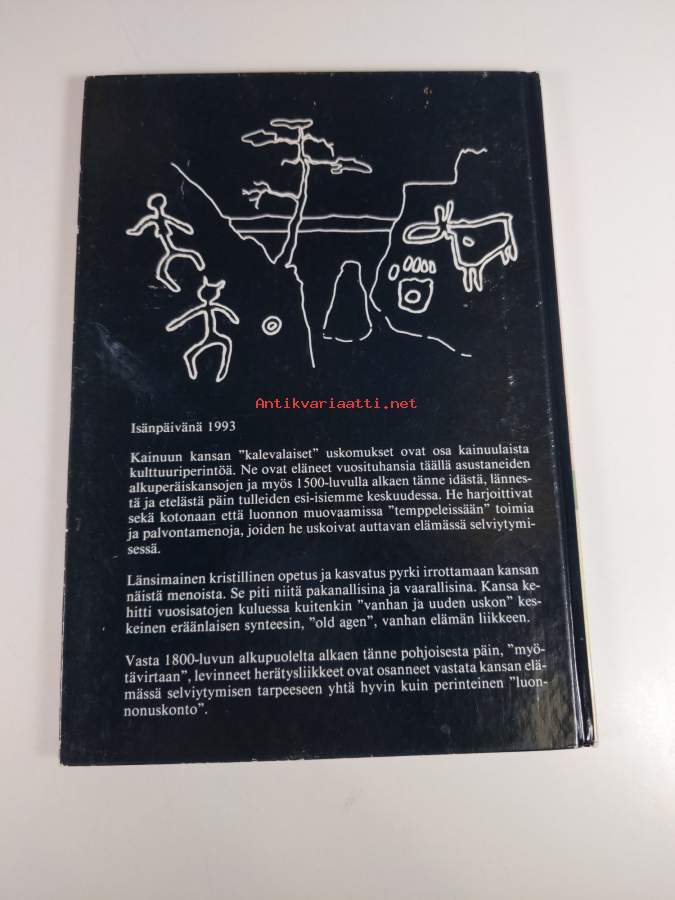 Antikvariaatti.net
Isänpäivänä 1993
Kainuun kansan ”kalevalaiset” uskomukset ovat osa kainuulaista
kulttuuriperintöä. Ne ovat eläneet vuosituhansia täällä asustaneiden
alkuperäiskansojen ja myös 1500-luvulla alkaen tänne idästä, lännes-
tä ja etelästä päin tulleiden esi-isiemme keskuudessa. He harjoittivat
sekä kotonaan että luonnon muovaamissa ”temppeleissään” toimia
ja palvontamenoja, joiden he uskoivat auttavan elämässä selviytymi-
sessä.
Länsimainen kristillinen opetus ja kasvatus pyrki irrottamaan kansan
näistä menoista. Se piti niitä pakanallisina ja vaarallisina. Kansa ke-
hitti vuosisatojen kuluessa kuitenkin ”vanhan ja uuden uskon” kes-
keinen eräänlaisen synteesin, ”old agen”, vanhan elämän liikkeen.
Vasta 1800-luvun alkupuolelta alkaen tänne pohjoisesta päin, ”myö-
tävirtaan”, levinneet herätysliikkeet ovat osanneet vastata kansan elä-
mässä selviytymisen tarpeeseen yhtä hyvin kuin perinteinen ”luon-
nonuskonto”.